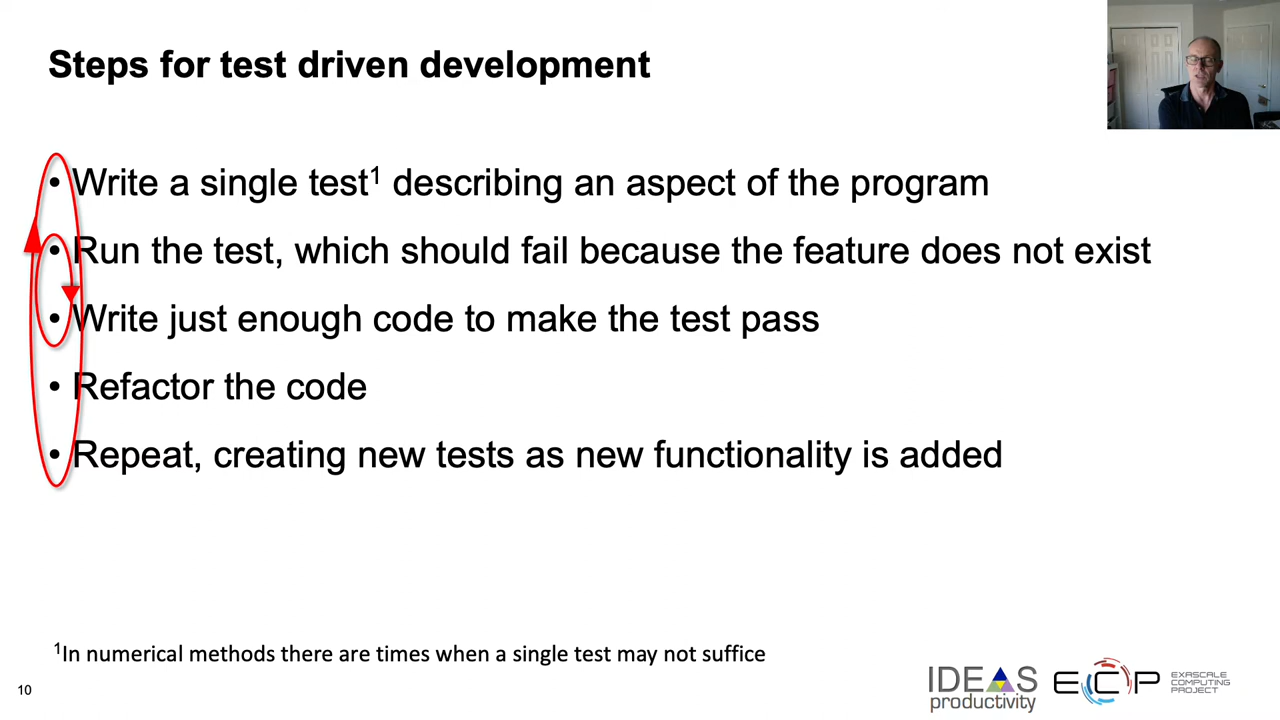 Steps for test driven development
• Write a single test¹ describing an aspect of the program
• Run the test, which should fail because the feature does not exist
• Write just enough code to make the test pass
• Refactor the code
• Repeat, creating new tests as new functionality is added
¹In numerical methods there are times when a single test may not suffice
10
IDEAS
productivity
ECP
EXASCALE
COMPUTING
PROJECT